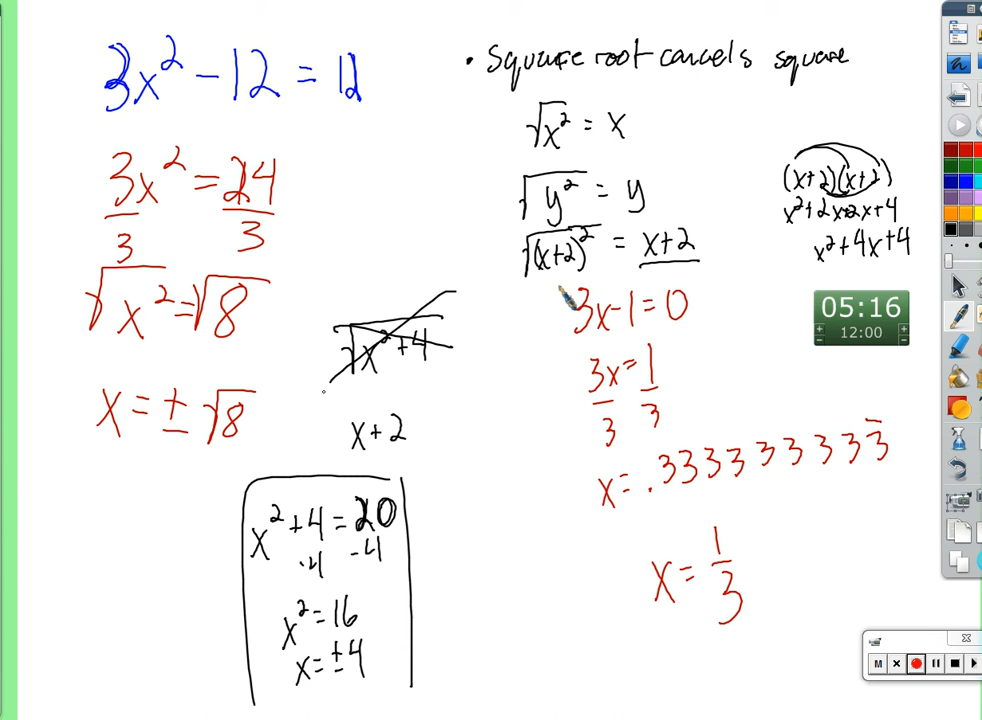 3x² - 12 = 12
3x² = 24
3 3
√x² = √8
x = ± √8
√x² + 4
x + 2
x² + 4 = 20
-4 -4
x² = 16
x = ±4
• Square root cancels square
√x² = x
√y² = y
√(x+2)² = x+2
3x - 1 = 0
3x = 1
3 3
x = .333333333̅
x = 1/3
(x+2)(x+2)
x² + 2x + 2x + 4
x² + 4x + 4
05:16
12:00
M